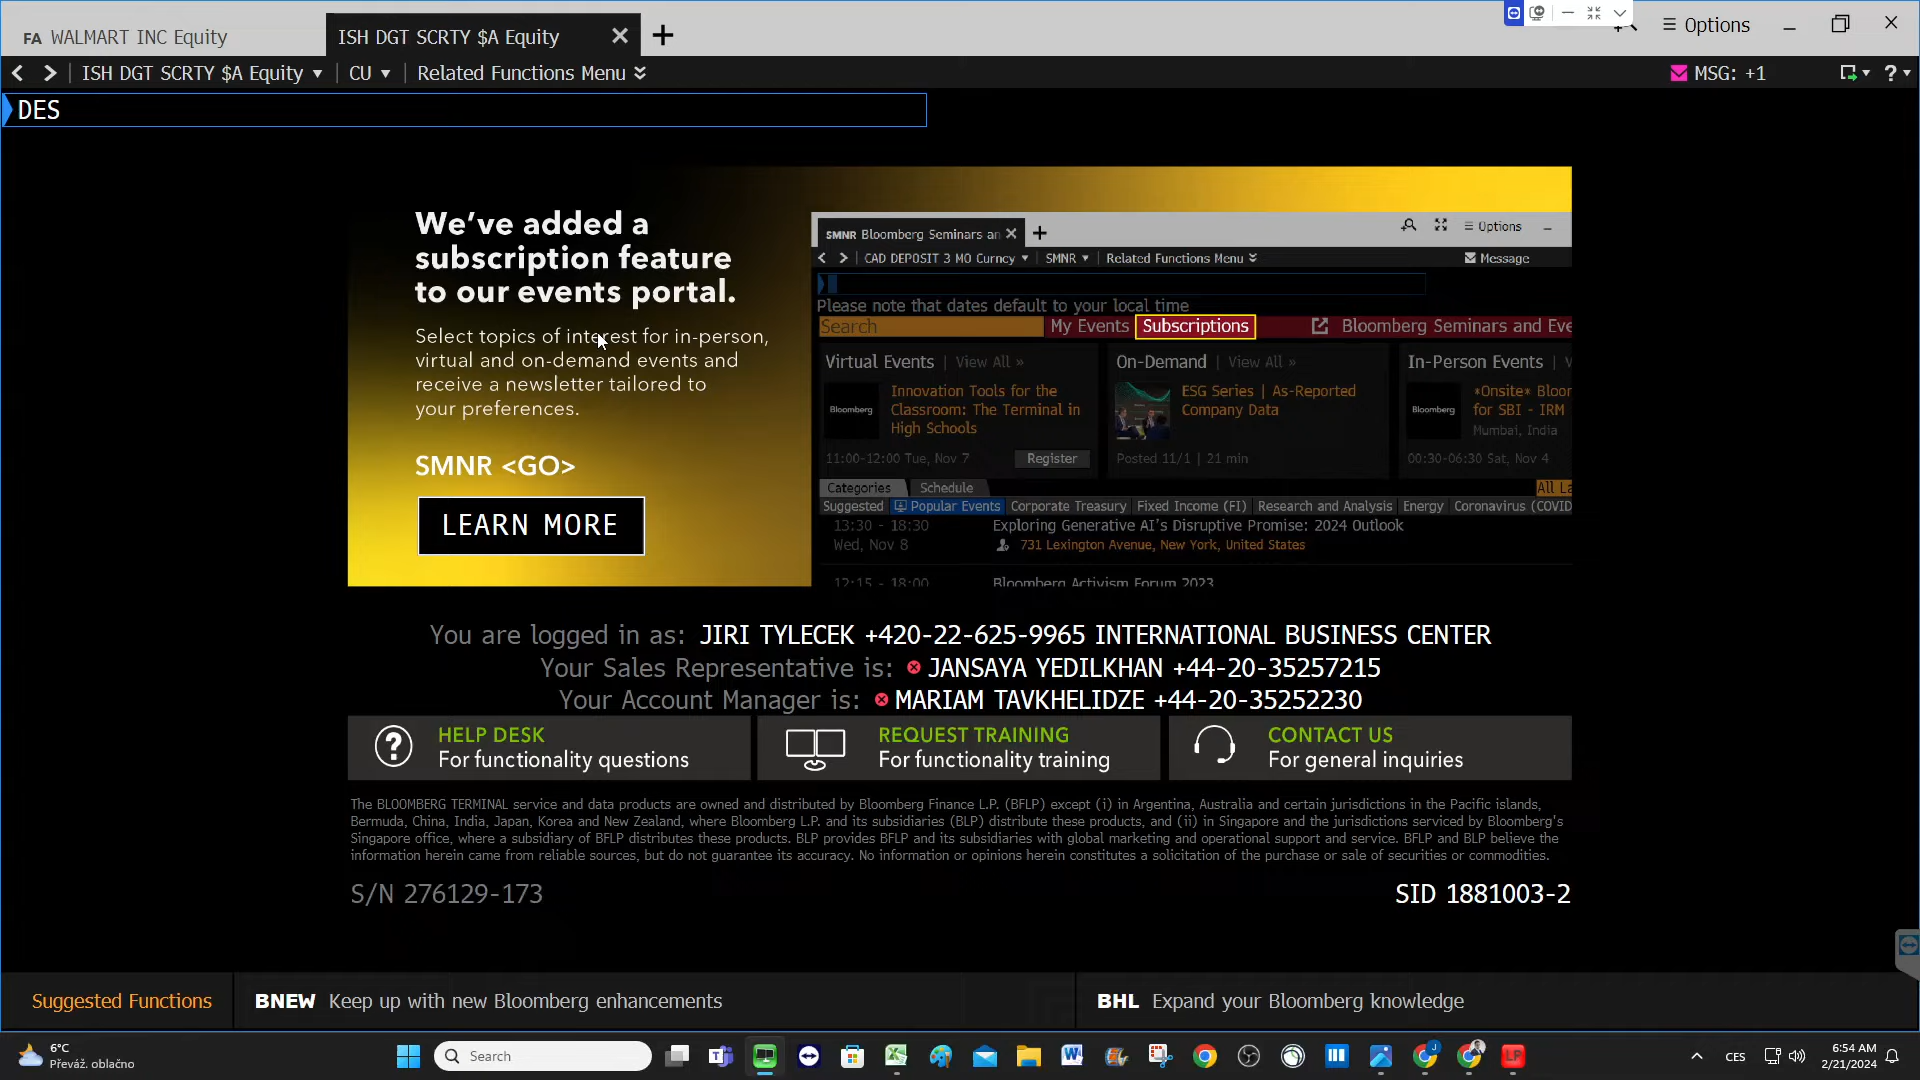 FA WALMART INC Equity
ISH DGT SCRTY $A Equity
Options
ISH DGT SCRTY $A Equity
CU
Related Functions Menu
MSG: +1
?
DES
We've added a
subscription feature
to our events portal.
Select topics of interest for in-person,
virtual and on-demand events and
receive a newsletter tailored to
your preferences.
SMNR <GO>
LEARN MORE
SMNR Bloomberg Seminars an
Options
CAD DEPOSIT 3 MO Curncy
SMNR
Related Functions Menu
Message
Please note that dates default to your local time
Search
My Events
Subscriptions
Bloomberg Seminars and Eve
Virtual Events | View All »
Bloomberg
Innovation Tools for the
Classroom: The Terminal in
High Schools
11:00-12:00 Tue, Nov 7
Register
On-Demand | View All »
ESG Series | As-Reported
Company Data
Posted 11/1 | 21 min
In-Person Events
Bloomberg
*Onsite* Bloor
for SBI - IRM
Mumbai, India
00:30-06:30 Sat, Nov 4
Categories
Schedule
All La
Suggested
Popular Events
Corporate Treasury
Fixed Income (FI)
Research and Analysis
Energy
Coronavirus (COVID
13:30 - 18:30
Exploring Generative AI's Disruptive Promise: 2024 Outlook
Wed, Nov 8
731 Lexington Avenue, New York, United States
12:15 - 18:00
Bloomberg Activism Forum 2023
You are logged in as: JIRI TYLECEK +420-22-625-9965 INTERNATIONAL BUSINESS CENTER
Your Sales Representative is: JANSAYA YEDILKHAN +44-20-35257215
Your Account Manager is: MARIAM TAVKHELIDZE +44-20-35252230
HELP DESK
For functionality questions
REQUEST TRAINING
For functionality training
CONTACT US
For general inquiries
The BLOOMBERG TERMINAL service and data products are owned and distributed by Bloomberg Finance L.P. (BFLP) except (i) in Argentina, Australia and certain jurisdictions in the Pacific islands,
Bermuda, China, India, Japan, Korea and New Zealand, where Bloomberg L.P. and its subsidiaries (BLP) distribute these products, and (ii) in Singapore and the jurisdictions serviced by Bloomberg's
Singapore office, where a subsidiary of BFLP distributes these products. BLP provides BFLP and its subsidiaries with global marketing and operational support and service. BFLP and BLP believe the
information herein came from reliable sources, but do not guarantee its accuracy. No information or opinions herein constitutes a solicitation of the purchase or sale of securities or commodities.
S/N 276129-173
SID 1881003-2
Suggested Functions
BNEW Keep up with new Bloomberg enhancements
BHL Expand your Bloomberg knowledge
6°C
Převáž. oblačno
Search
CES
6:54 AM
2/21/2024